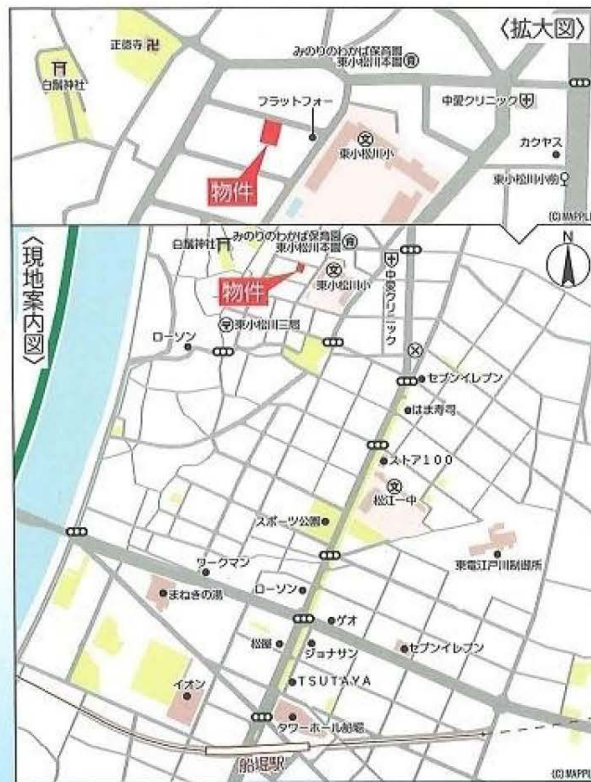 〈拡大図〉
正徳寺
白鬚神社
みのりのわかば保育園
東小松川本園
フラットフォー
中愛クリニック
東小松川小
カクヤス
物件
東小松川小前
(C)MAPPLE
〈現地案内図〉
みのりのわかば保育園
白鬚神社
東小松川本園
N
物件
東小松川小
中愛クリニック
東小松川三局
ローソン
セブンイレブン
はま寿司
ストア100
松江一中
スポーツ公園
東電江戸川制御所
ワークマン
まねきの湯
ローソン
ゲオ
松屋
ジョナサン
セブンイレブン
イオン
TSUTAYA
タワーホール船堀
船堀駅
(C)MAPPL